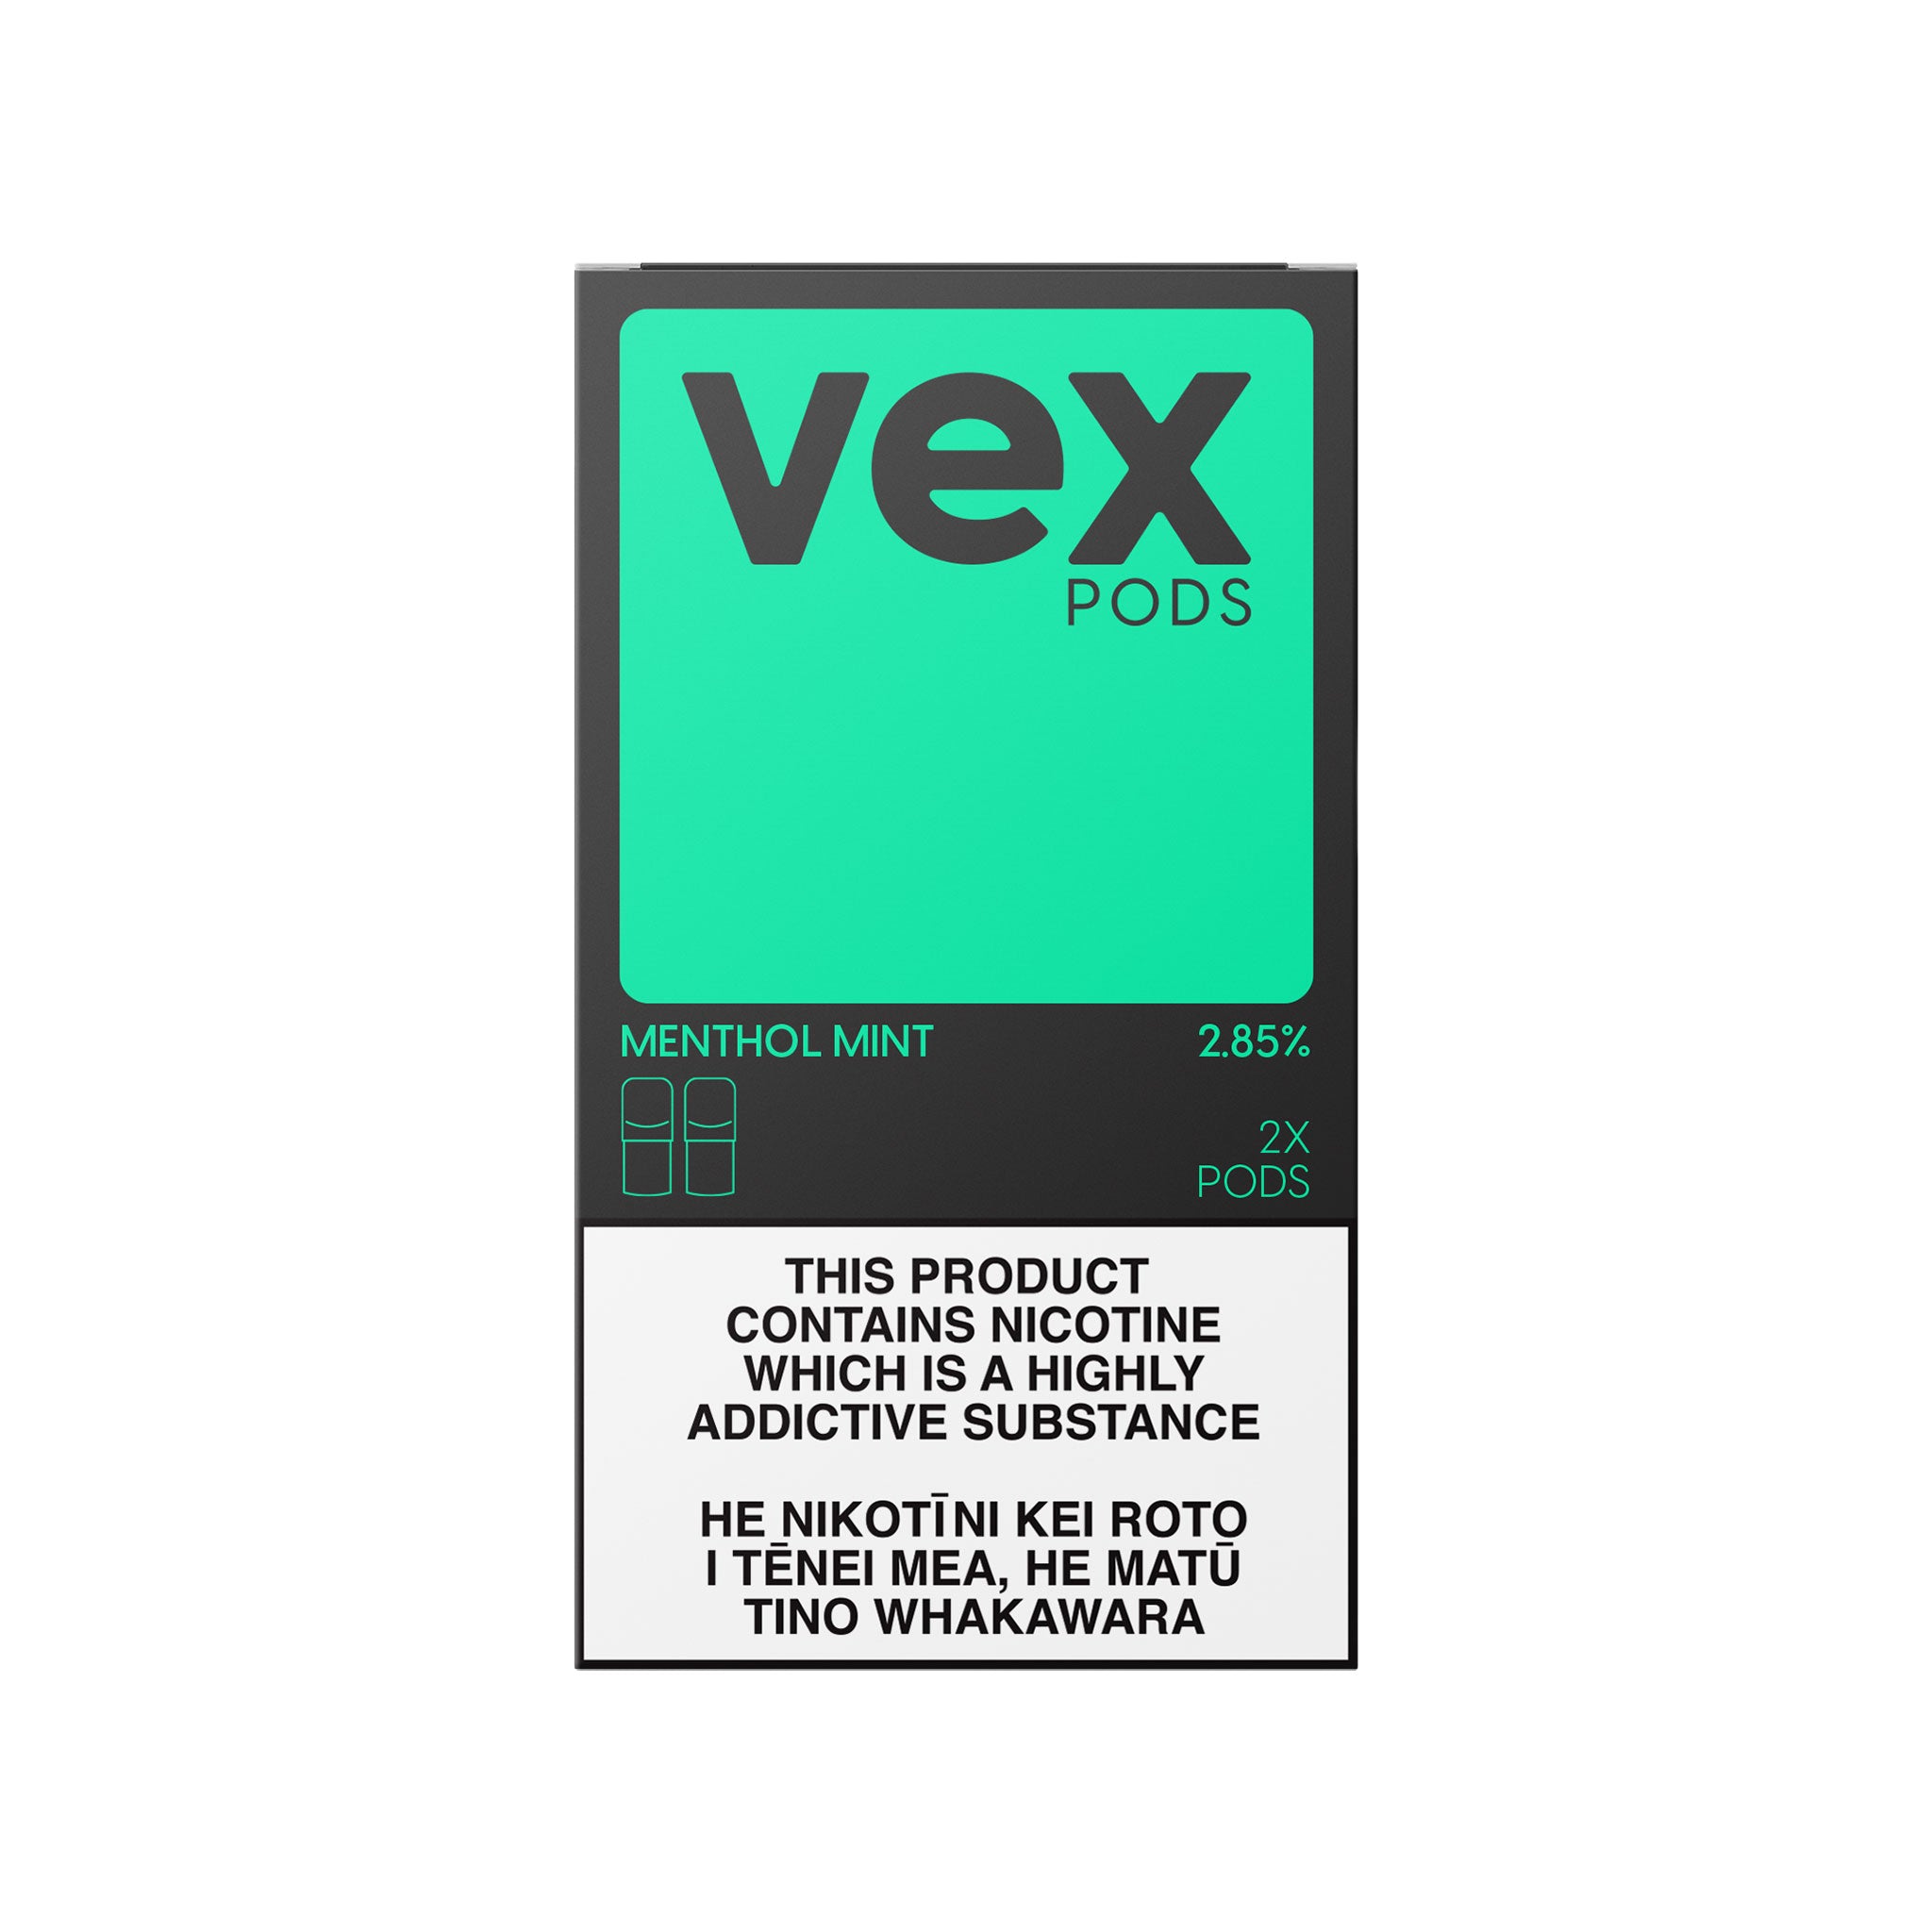 vex
PODS
MENTHOL MINT 2.85%
2X
PODS
THIS PRODUCT
CONTAINS NICOTINE
WHICH IS A HIGHLY
ADDICTIVE SUBSTANCE
HE NIKOTĪNI KEI ROTO
I TĒNEI MEA, HE MATŪ
TINO WHAKAWARA